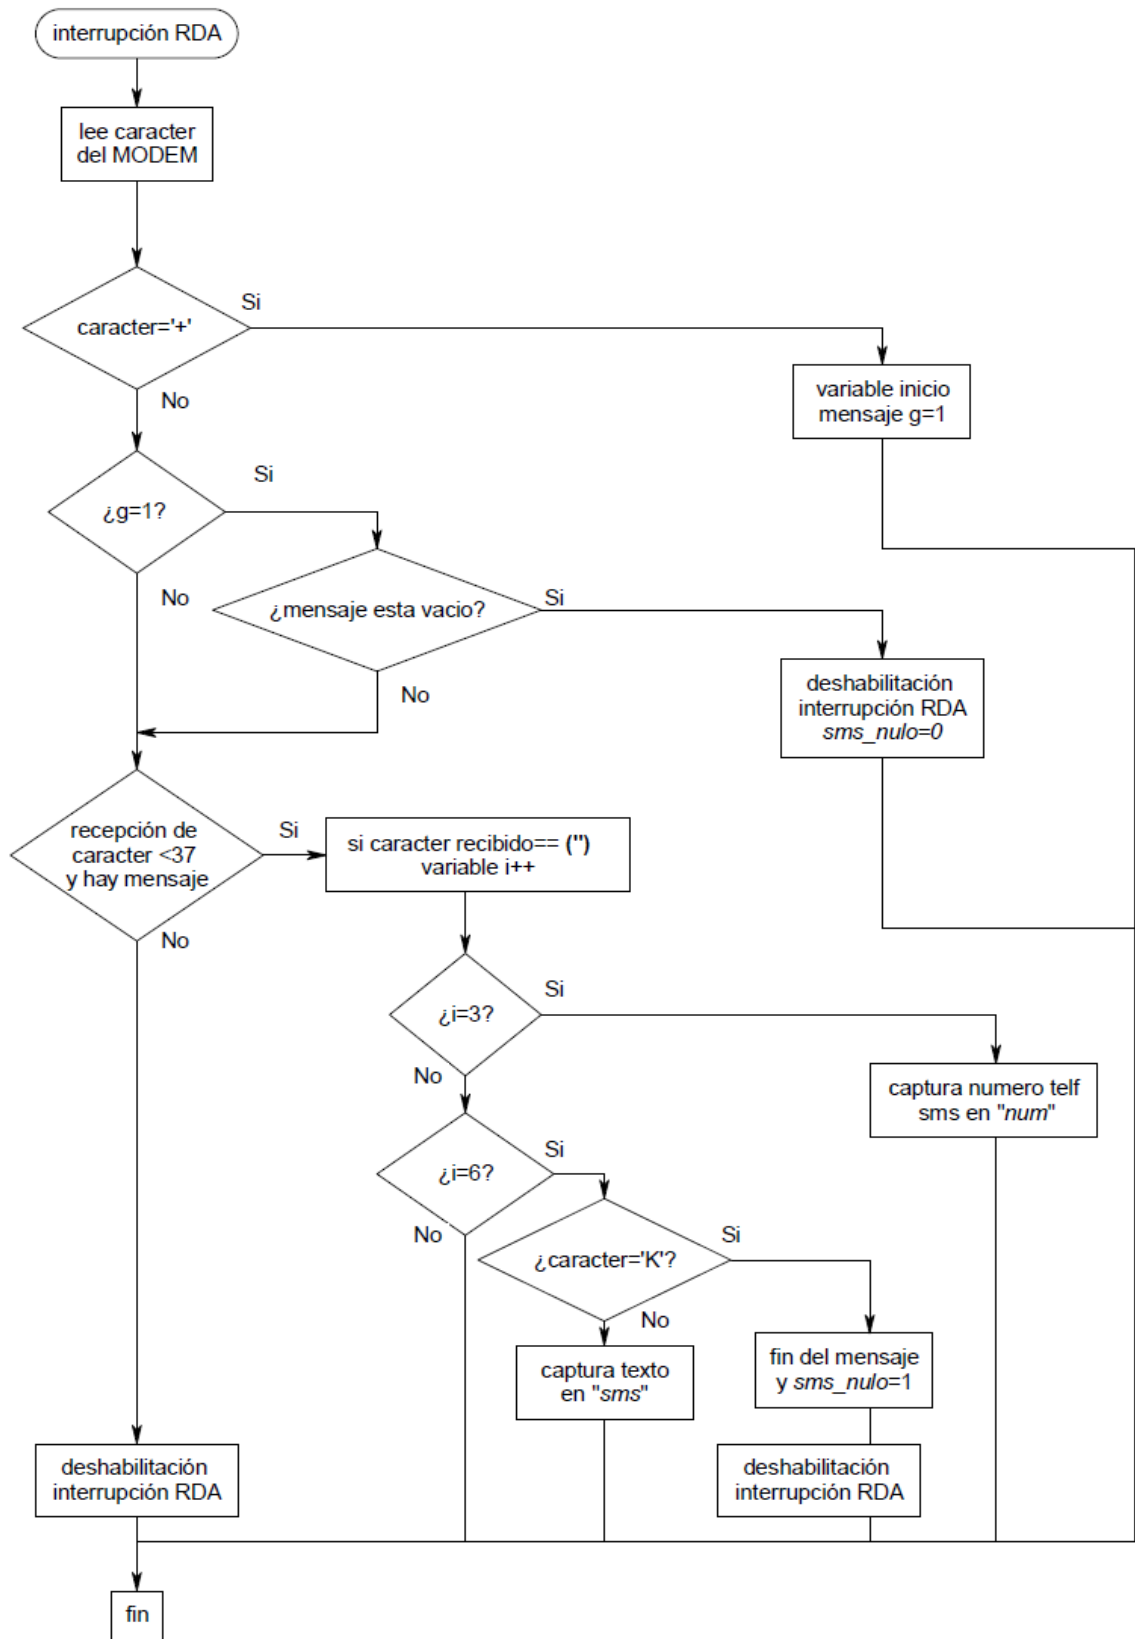 interrupción RDA
lee caracter
del MODEM
caracter='+'
Si
No
variable inicio
mensaje g=1
¿g=1?
Si
No
¿mensaje esta vacio?
Si
No
deshabilitación
interrupción RDA
sms_nulo=0
recepción de
caracter <37
y hay mensaje
Si
No
si caracter recibido== (")
variable i++
¿i=3?
Si
No
captura numero telf
sms en "num"
¿i=6?
Si
No
¿caracter='K'?
Si
No
captura texto
en "sms"
fin del mensaje
y sms_nulo=1
deshabilitación
interrupción RDA
deshabilitación
interrupción RDA
fin